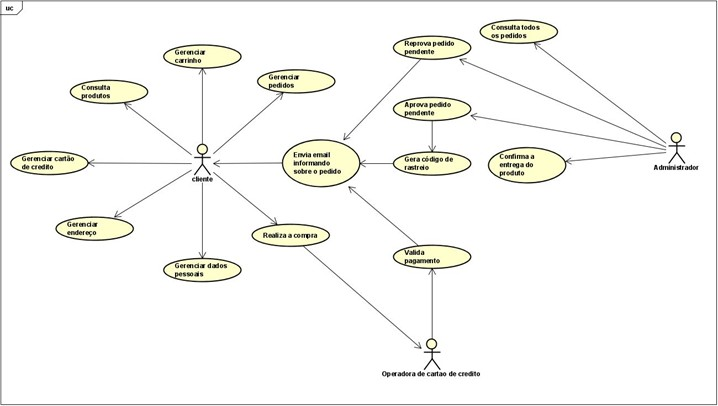 uc
Consulta todos
os pedidos
Reprova pedido
pendente
Gerenciar
carrinho
Gerenciar
pedidos
Consulta
produtos
Aprova pedido
pendente
Gerenciar cartão
de credito
cliente
Envia email
informando
sobre o pedido
Gera código de
rastreio
Confirma a
entrega do
produto
Administrador
Gerenciar
endereço
Realiza a compra
Gerenciar dados
pessoais
Valida
pagamento
Operadora de cartao de credito